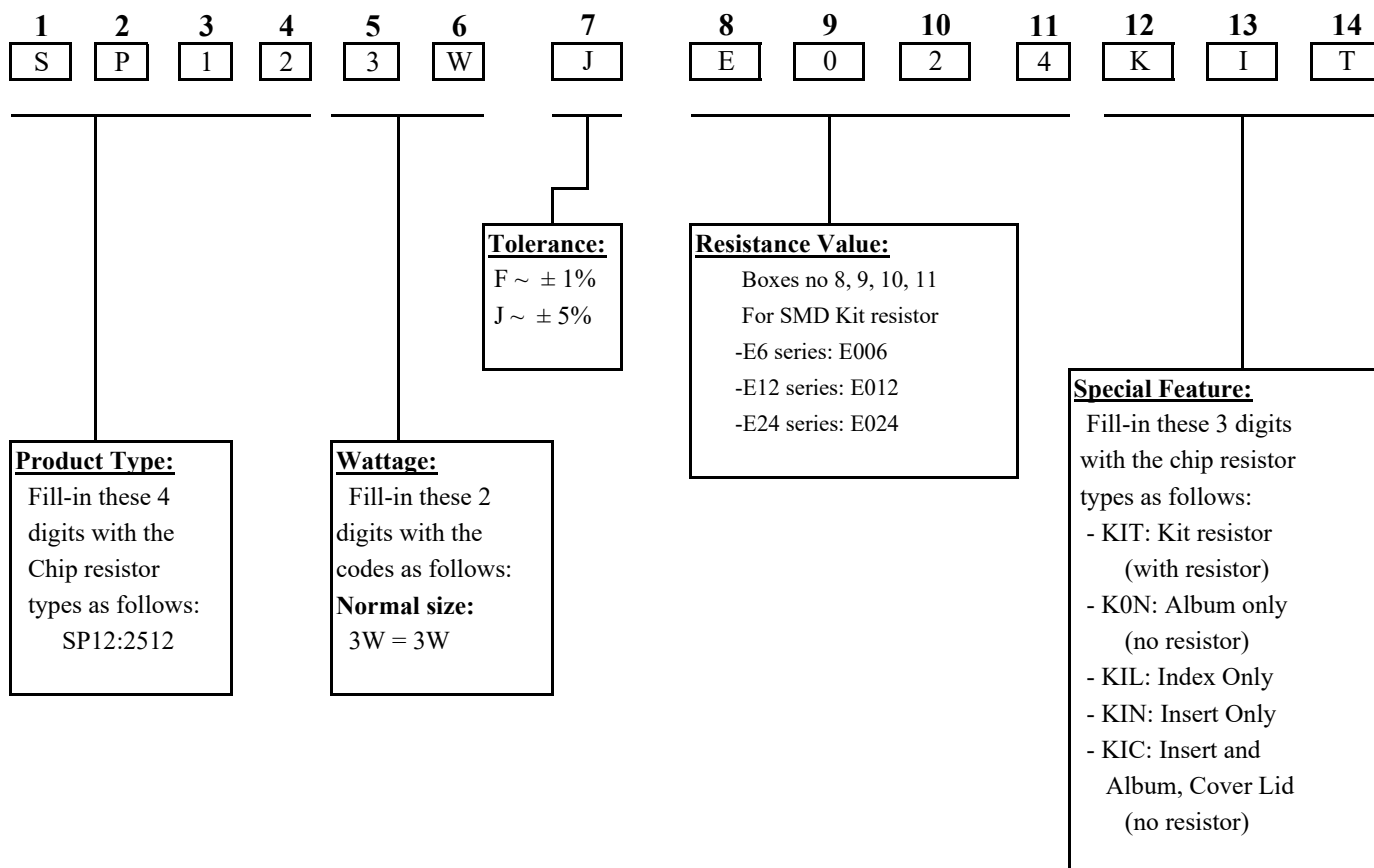 1 2 3 4 5 6 7 8 9 10 11 12 13 14
S P 1 2 3 W J E 0 2 4 K I T
Tolerance:
F ~ ± 1%
J ~ ± 5%
Resistance Value:
Boxes no 8, 9, 10, 11
For SMD Kit resistor
-E6 series: E006
-E12 series: E012
-E24 series: E024
Special Feature:
Fill-in these 3 digits
with the chip resistor
types as follows:
- KIT: Kit resistor
(with resistor)
- K0N: Album only
(no resistor)
- KIL: Index Only
- KIN: Insert Only
- KIC: Insert and
Album, Cover Lid
(no resistor)
Product Type:
Fill-in these 4
digits with the
Chip resistor
types as follows:
SP12:2512
Wattage:
Fill-in these 2
digits with the
codes as follows:
Normal size:
3W = 3W